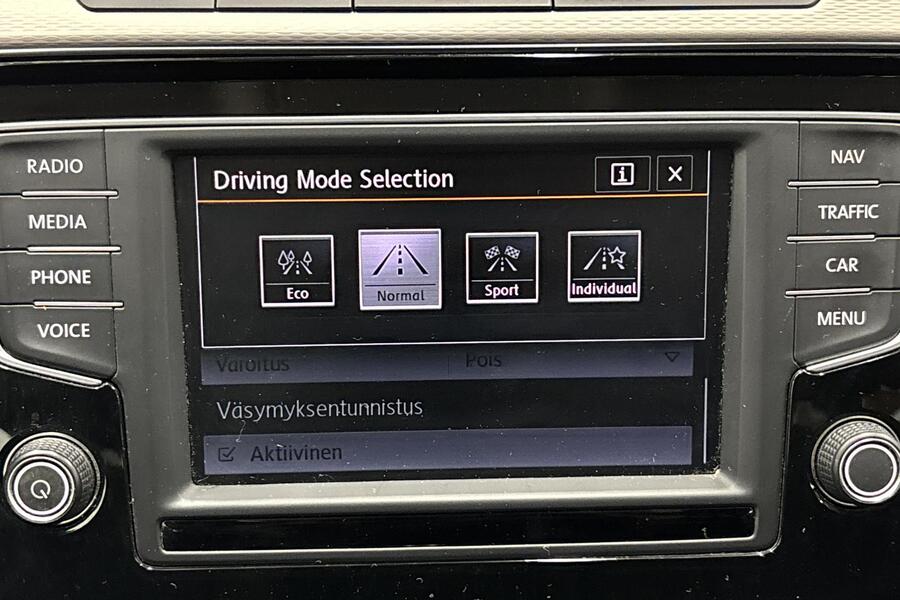 RADIO
MEDIA
PHONE
VOICE
Driving Mode Selection
i
Eco
Normal
Sport
Individual
Varoitus
Pois
Väsymyksentunnistus
Aktiivinen
NAV
TRAFFIC
CAR
MENU